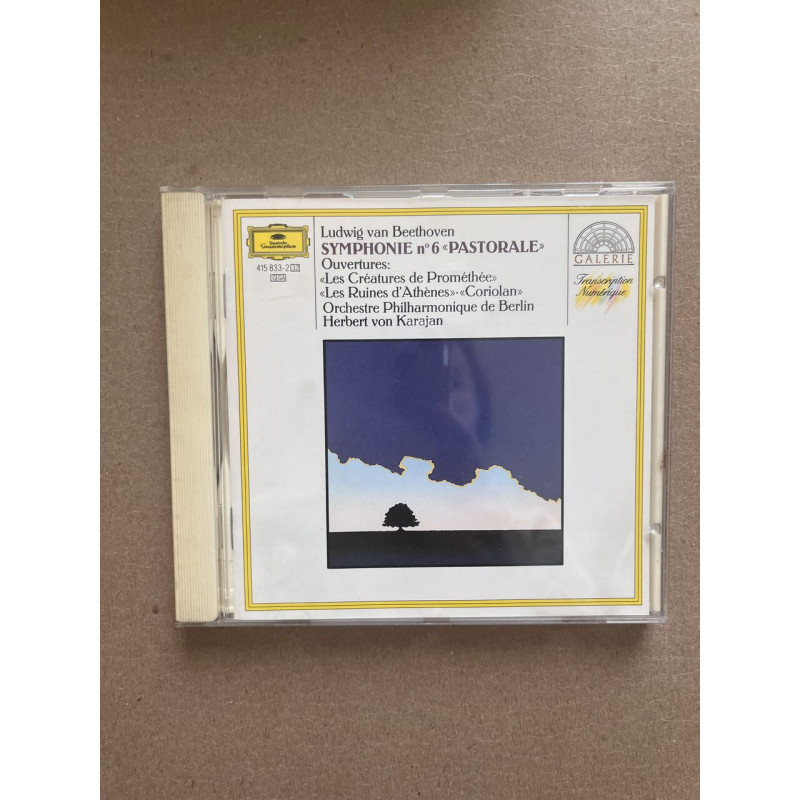 Deutsche
Grammophon
415 833-2
GEGA
Ludwig van Beethoven
SYMPHONIE nº 6 «PASTORALE»
Ouvertures:
«Les Créatures de Prométhée»
«Les Ruines d'Athènes»·«Coriolan»
Orchestre Philharmonique de Berlin
Herbert von Karajan
GALERIE
Transcription
Numérique